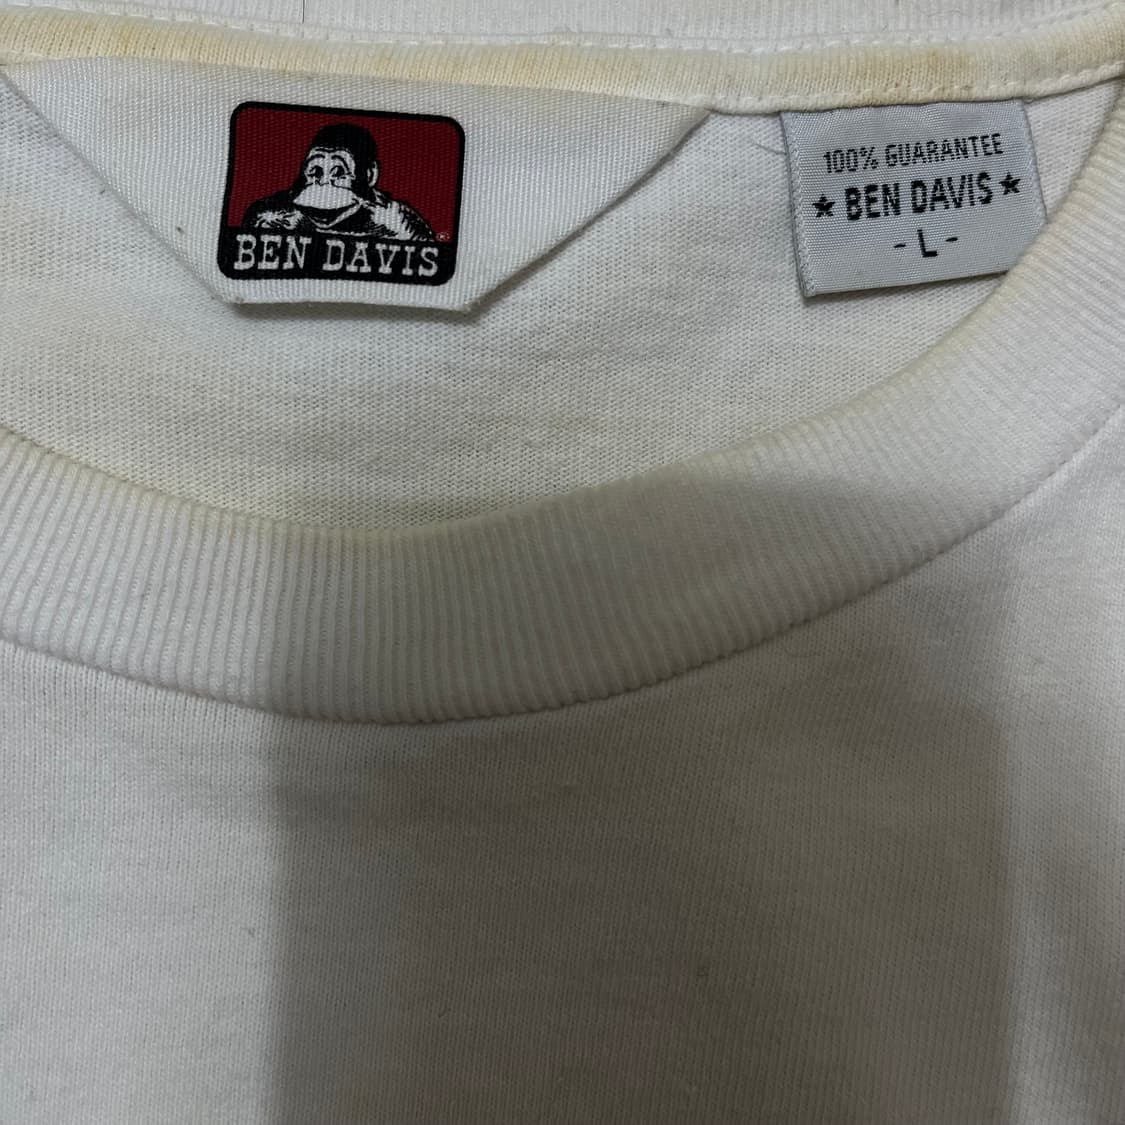 BEN DAVIS®
100% GUARANTEE
★ BEN DAVIS ★
- L -